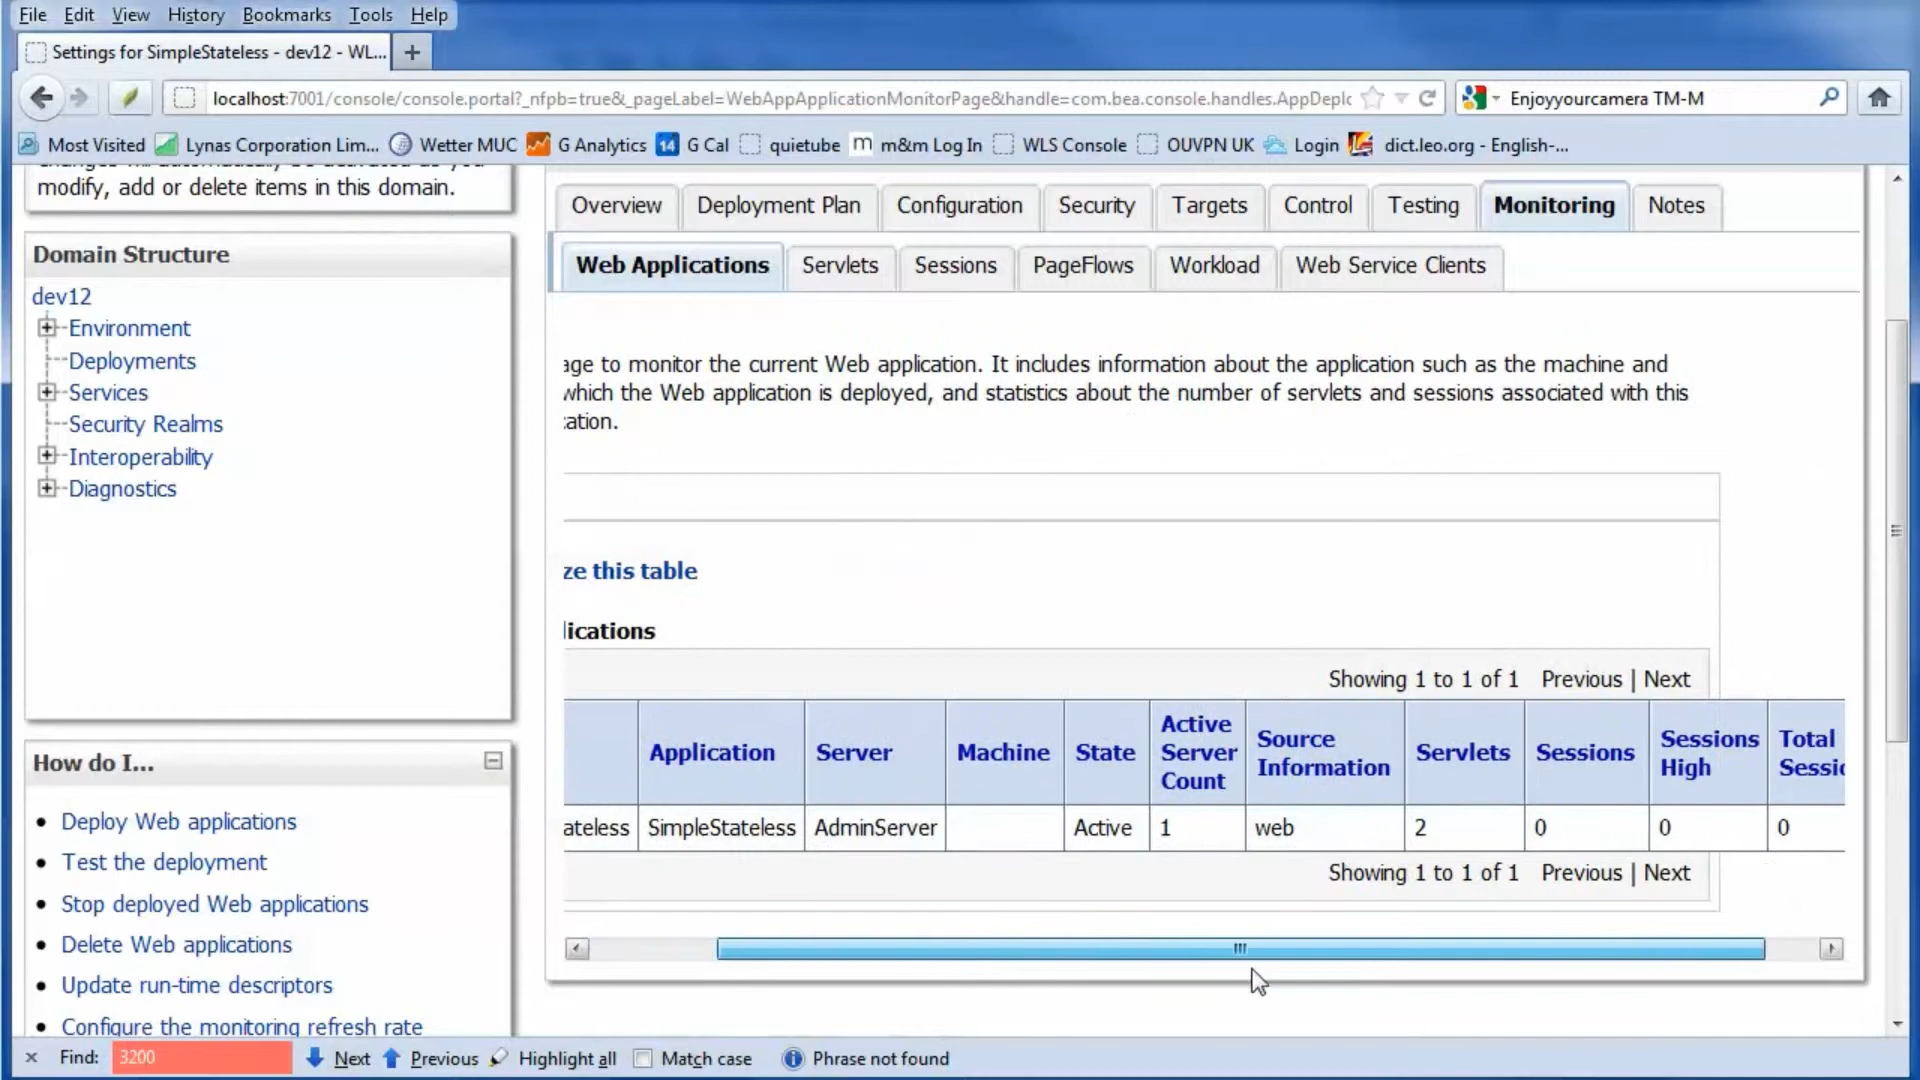 File Edit View History Bookmarks Tools Help
Settings for SimpleStateless - dev12 - WL...
localhost:7001/console/console.portal?_nfpb=true&_pageLabel=WebAppApplicationMonitorPage&handle=com.bea.console.handles.AppDeplc
Enjoyyourcamera TM-M
Most Visited Lynas Corporation Lim... Wetter MUC G Analytics 14 G Cal quietube m m&m Log In WLS Console OUVPN UK Login dict.leo.org - English-...
changes will automatically be activated as you
modify, add or delete items in this domain.
Domain Structure
dev12
Environment
Deployments
Services
Security Realms
Interoperability
Diagnostics
How do I...
Deploy Web applications
Test the deployment
Stop deployed Web applications
Delete Web applications
Update run-time descriptors
Configure the monitoring refresh rate
Overview Deployment Plan Configuration Security Targets Control Testing Monitoring Notes
Web Applications Servlets Sessions PageFlows Workload Web Service Clients
age to monitor the current Web application. It includes information about the application such as the machine and
which the Web application is deployed, and statistics about the number of servlets and sessions associated with this
cation.
ze this table
lications
Showing 1 to 1 of 1 Previous | Next
Application Server Machine State Active Server Count Source Information Servlets Sessions Sessions High Total Sessic
ateless SimpleStateless AdminServer Active 1 web 2 0 0 0
Showing 1 to 1 of 1 Previous | Next
Find: 3200 Next Previous Highlight all Match case Phrase not found